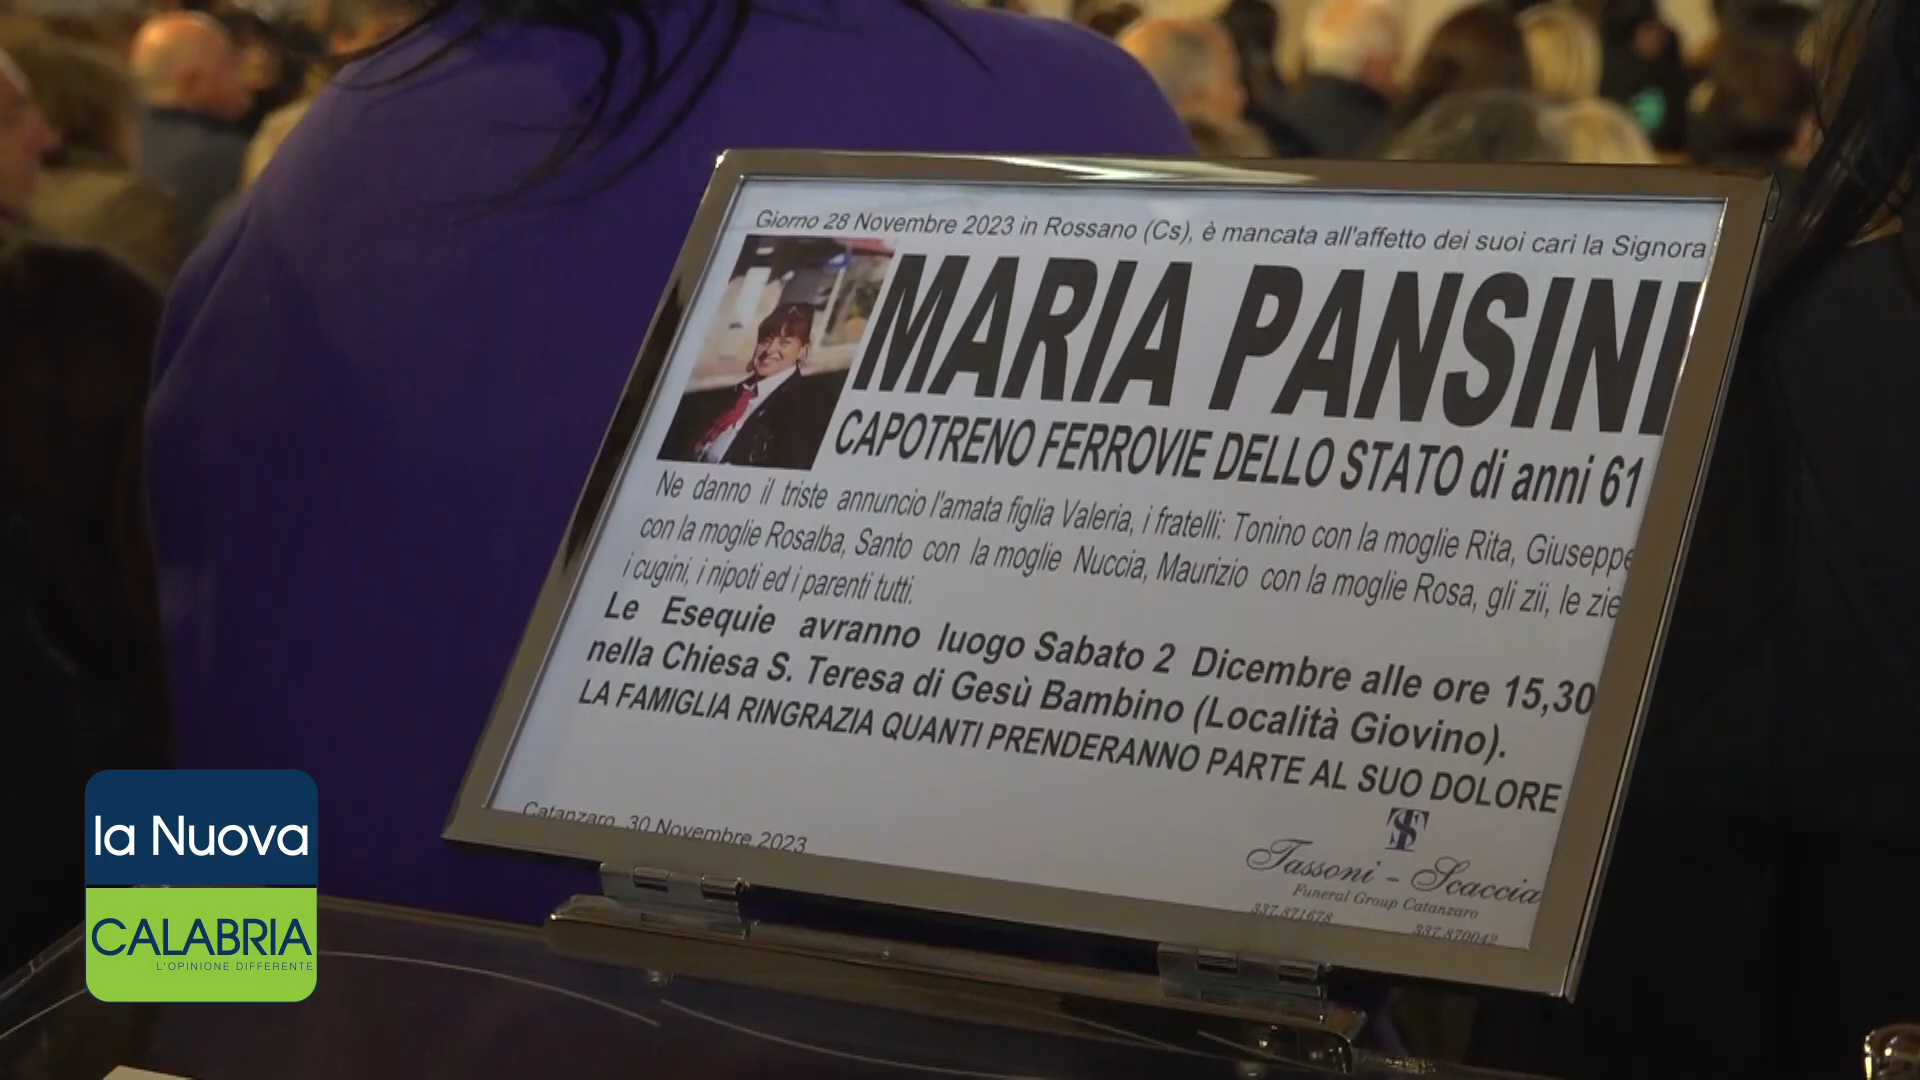 Giorno 28 Novembre 2023 in Rossano (Cs), è mancata all'affetto dei suoi cari la Signora
MARIA PANSINI
CAPOTRENO FERROVIE DELLO STATO di anni 61
Ne danno il triste annuncio l'amata figlia Valeria, i fratelli: Tonino con la moglie Rita, Giuseppe
con la moglie Rosalba, Santo con la moglie Nuccia, Maurizio con la moglie Rosa, gli zii, le zie
i cugini, i nipoti ed i parenti tutti.
Le Esequie avranno luogo Sabato 2 Dicembre alle ore 15,30
nella Chiesa S. Teresa di Gesù Bambino (Località Giovino).
LA FAMIGLIA RINGRAZIA QUANTI PRENDERANNO PARTE AL SUO DOLORE
Catanzaro, 30 Novembre 2023
Tassoni - Scaccia
Funeral Group Catanzaro
337.871678
337.870042
la Nuova
CALABRIA
L'OPINIONE DIFFERENTE